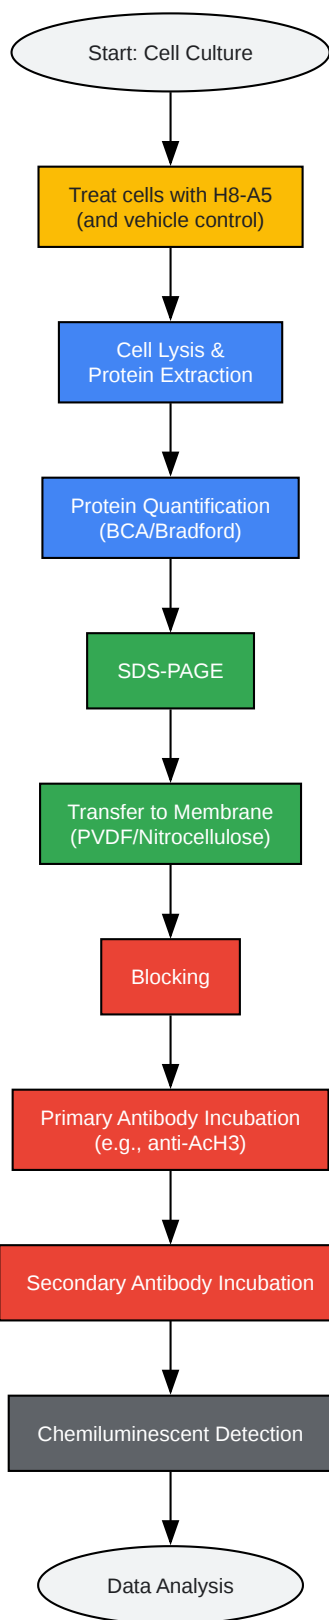 Start: Cell Culture
Treat cells with H8-A5
(and vehicle control)
Cell Lysis &
Protein Extraction
Protein Quantification
(BCA/Bradford)
SDS-PAGE
Transfer to Membrane
(PVDF/Nitrocellulose)
Blocking
Primary Antibody Incubation
(e.g., anti-AcH3)
Secondary Antibody Incubation
Chemiluminescent Detection
Data Analysis